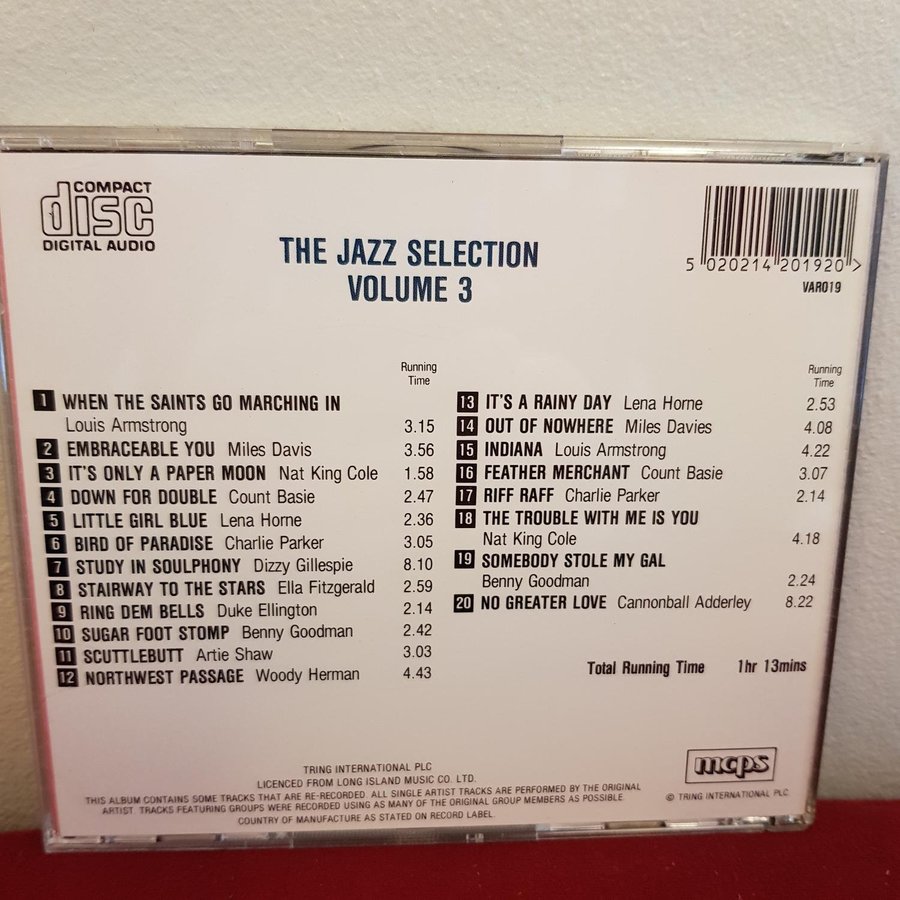 COMPACT
disc
DIGITAL AUDIO
THE JAZZ SELECTION
VOLUME 3
5 020214 201920 >
VAR019
Running
Time
1 WHEN THE SAINTS GO MARCHING IN
Louis Armstrong 3.15
2 EMBRACEABLE YOU Miles Davis 3.56
3 IT'S ONLY A PAPER MOON Nat King Cole 1.58
4 DOWN FOR DOUBLE Count Basie 2.47
5 LITTLE GIRL BLUE Lena Horne 2.36
6 BIRD OF PARADISE Charlie Parker 3.05
7 STUDY IN SOULPHONY Dizzy Gillespie 8.10
8 STAIRWAY TO THE STARS Ella Fitzgerald 2.59
9 RING DEM BELLS Duke Ellington 2.14
10 SUGAR FOOT STOMP Benny Goodman 2.42
11 SCUTTLEBUTT Artie Shaw 3.03
12 NORTHWEST PASSAGE Woody Herman 4.43
Running
Time
13 IT'S A RAINY DAY Lena Horne 2.53
14 OUT OF NOWHERE Miles Davies 4.08
15 INDIANA Louis Armstrong 4.22
16 FEATHER MERCHANT Count Basie 3.07
17 RIFF RAFF Charlie Parker 2.14
18 THE TROUBLE WITH ME IS YOU
Nat King Cole 4.18
19 SOMEBODY STOLE MY GAL
Benny Goodman 2.24
20 NO GREATER LOVE Cannonball Adderley 8.22
Total Running Time 1hr 13mins
TRING INTERNATIONAL PLC
LICENCED FROM LONG ISLAND MUSIC CO. LTD.
THIS ALBUM CONTAINS SOME TRACKS THAT ARE RE-RECORDED. ALL SINGLE ARTIST TRACKS ARE PERFORMED BY THE ORIGINAL
ARTIST. TRACKS FEATURING GROUPS WERE RECORDED USING AS MANY OF THE ORIGINAL GROUP MEMBERS AS POSSIBLE.
COUNTRY OF MANUFACTURE AS STATED ON RECORD LABEL.
mcps
© TRING INTERNATIONAL PLC